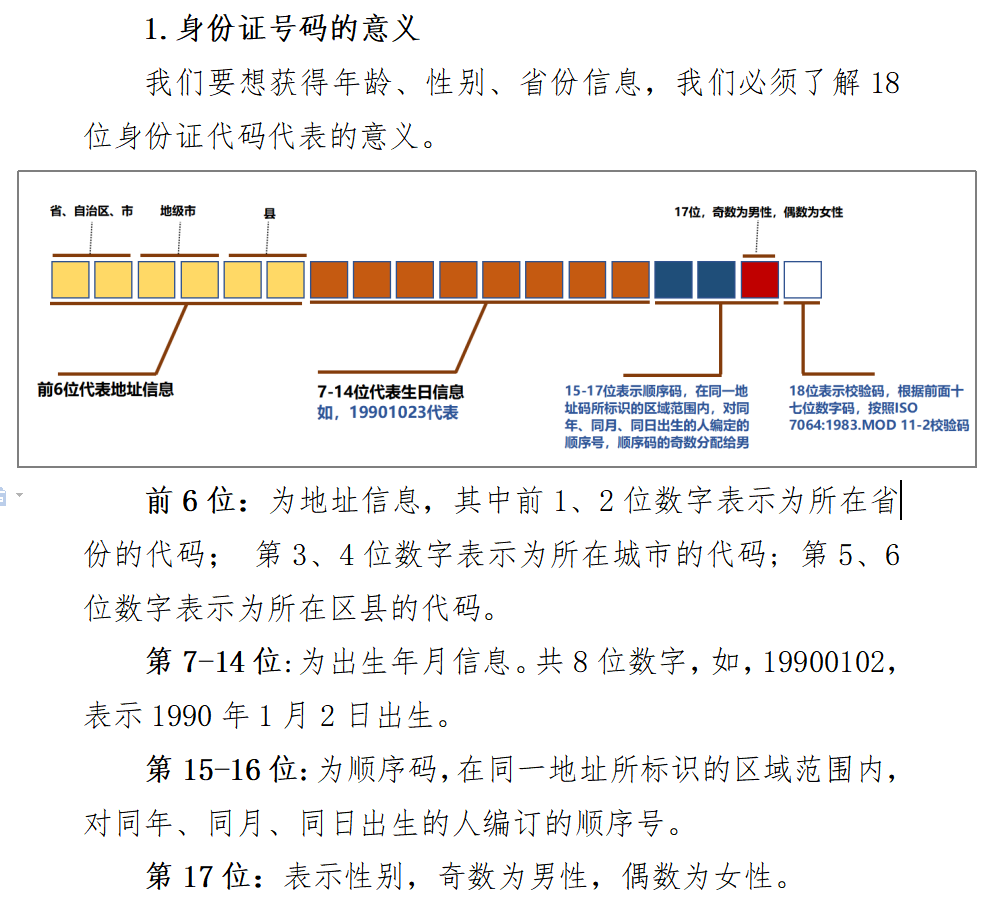 1. 身份证号码的意义
我们要想获得年龄、性别、省份信息，我们必须了解 18
位身份证代码代表的意义。
省、自治区、市
地级市
县
17位，奇数为男性，偶数为女性
前6位代表地址信息
7-14位代表生日信息
如，19901023代表
15-17位表示顺序码，在同一地
址码所标识的区域范围内，对同
年、同月、同日出生的人编定的
顺序号，顺序码的奇数分配给男
18位表示校验码，根据前面十
七位数字码，按照ISO
7064:1983.MOD 11-2校验码
前 6 位：为地址信息，其中前 1、2 位数字表示为所在省
份的代码； 第 3、4 位数字表示为所在城市的代码；第 5、6
位数字表示为所在区县的代码。
第 7-14 位：为出生年月信息。共 8 位数字，如，19900102，
表示 1990 年 1 月 2 日出生。
第 15-16 位：为顺序码，在同一地址所标识的区域范围内，
对同年、同月、同日出生的人编订的顺序号。
第 17 位：表示性别，奇数为男性，偶数为女性。